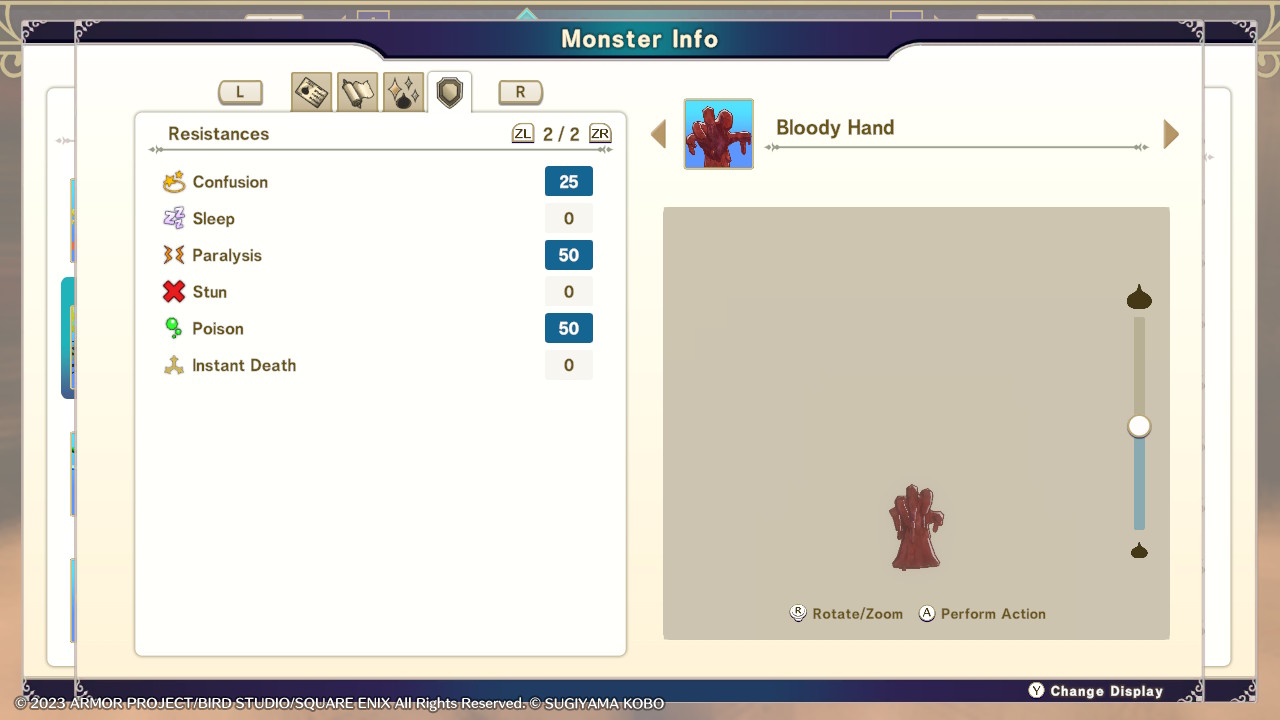 Monster Info
L
R
Resistances
ZL 2 / 2 ZR
Bloody Hand
Confusion 25
Sleep 0
Paralysis 50
Stun 0
Poison 50
Instant Death 0
R Rotate/Zoom A Perform Action
Y Change Display
© 2023 ARMOR PROJECT/BIRD STUDIO/SQUARE ENIX All Rights Reserved. © SUGIYAMA KOBO